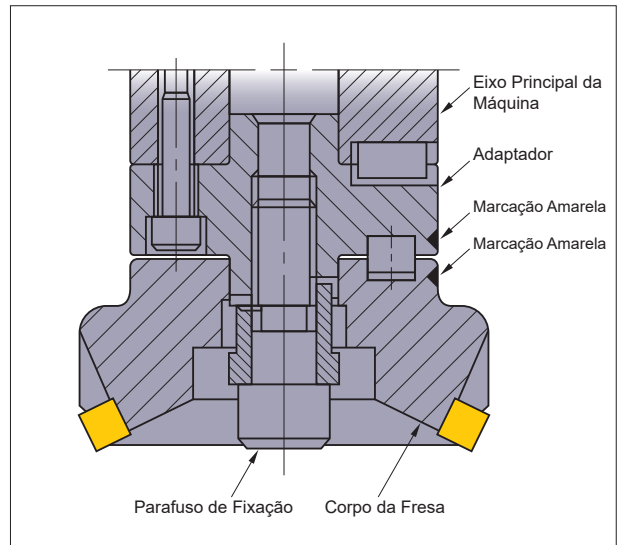 Eixo Principal da
Máquina
Adaptador
Marcação Amarela
Marcação Amarela
Parafuso de Fixação
Corpo da Fresa